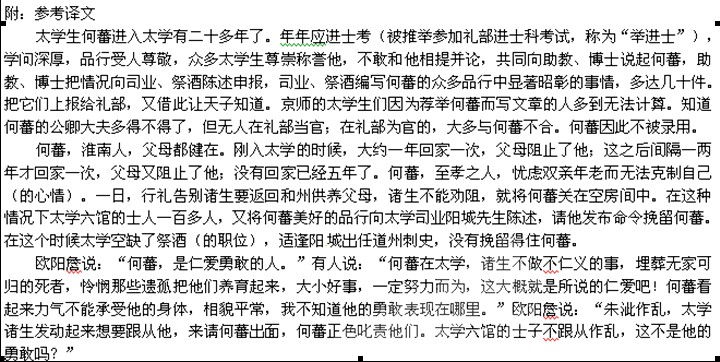 附：参考译文
太学生何蕃进入太学有二十多年了。年年应进士考（被推举参加礼部进士科考试，称为“举进士”），
学问深厚，品行受人尊敬，众多太学生尊崇称誉他，不敢和他相提并论，共同向助教、博士说起何蕃，助
教、博士把情况向司业、祭酒陈述申报，司业、祭酒编写何蕃的众多品行中显著昭彰的事情，多达几十件。
把它们上报给礼部，又借此让天子知道。京师的太学生们因为荐举何蕃而写文章的人多到无法计算。知道
何蕃的公卿大夫多得不得了，但无人在礼部当官；在礼部为官的，大多与何蕃不合。何蕃因此不被录用。
何蕃，淮南人，父母都健在。刚入太学的时候，大约一年回家一次，父母阻止了他；这之后间隔一两
年才回家一次，父母又阻止了他；没有回家已经五年了。何蕃，至孝之人，忧虑双亲年老而无法克制自己
（的心情）。一日，行礼告别诸生要返回和州供养父母，诸生不能劝阻，就将何蕃关在空房间中。在这种
情况下太学六馆的士人一百多人，又将何蕃美好的品行向太学司业阳城先生陈述，请他发布命令挽留何蕃。
在这个时候太学空缺了祭酒（的职位），适逢阳城出任道州刺史，没有挽留得住何蕃。
欧阳詹说：“何蕃，是仁爱勇敢的人。”有人说：“何蕃在太学，诸生不做不仁义的事，埋葬无家可
归的死者，怜悯那些遗孤把他们养育起来，大小好事，一定努力而为，这大概就是所说的仁爱吧！何蕃看
起来力气不能承受他的身体，相貌平常，我不知道他的勇敢表现在哪里。”欧阳詹说：“朱泚作乱，太学
诸生发动起来想要跟从他，来请何蕃出面，何蕃正色叱责他们。太学六馆的士子不跟从作乱，这不是他的
勇敢吗？”